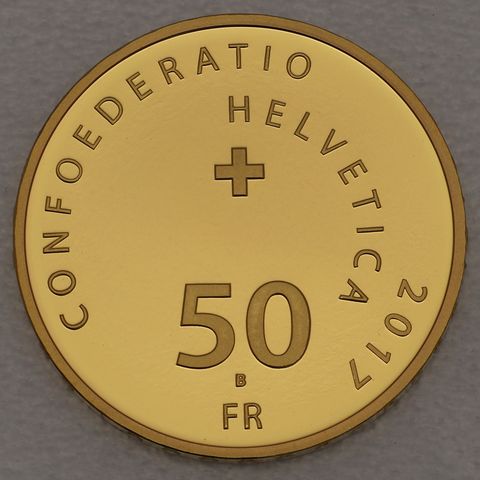 CONFOEDERATIO
HELVETICA
2017
50
B
FR